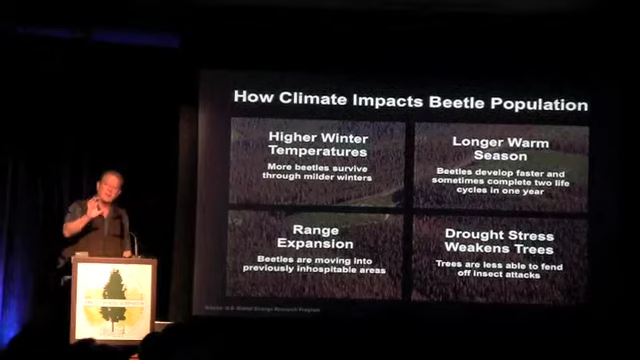 How Climate Impacts Beetle Population
Higher Winter
Temperatures
More beetles survive
through milder winters
Longer Warm
Season
Beetles develop faster and
sometimes complete two life
cycles in one year
Range
Expansion
Beetles are moving into
previously inhospitable areas
Drought Stress
Weakens Trees
Trees are less able to fend
off insect attacks